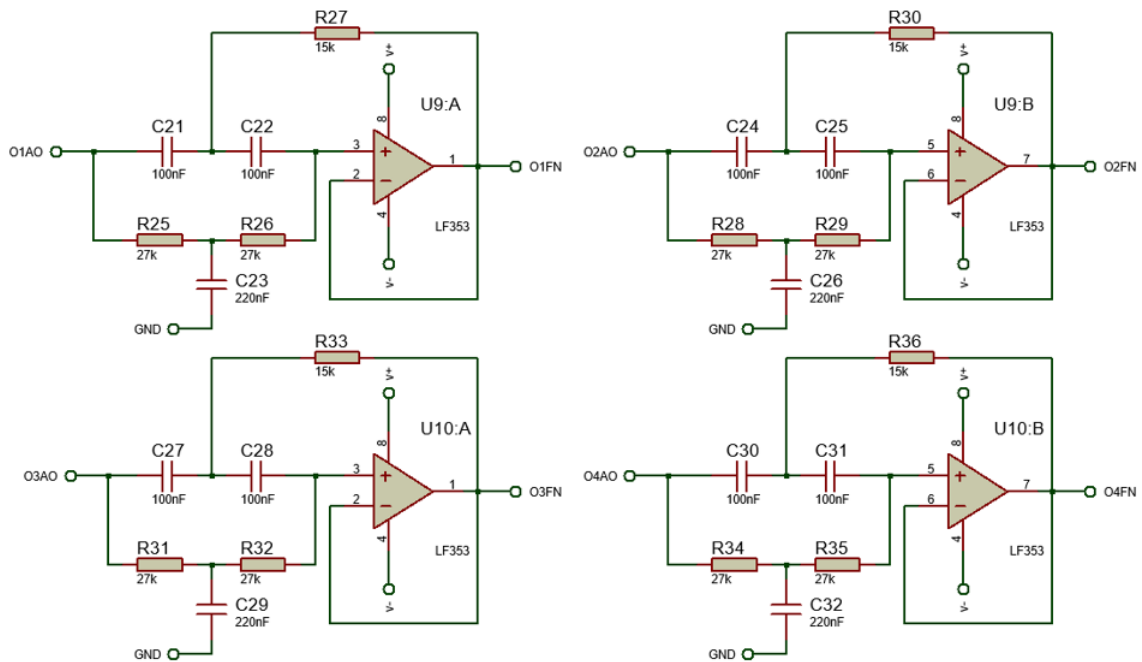 R27
15k
v+
8
U9:A
C21
C22
O1AO
100nF
100nF
3
2
1
O1FN
4
LF353
R25
R26
27k
27k
v-
C23
220nF
GND
R30
15k
v+
8
U9:B
C24
C25
O2AO
100nF
100nF
5
6
7
O2FN
4
LF353
R28
R29
27k
27k
v-
C26
220nF
GND
R33
15k
v+
8
U10:A
C27
C28
O3AO
100nF
100nF
3
2
1
O3FN
4
LF353
R31
R32
27k
27k
v-
C29
220nF
GND
R36
15k
v+
8
U10:B
C30
C31
O4AO
100nF
100nF
5
6
7
O4FN
4
LF353
R34
R35
27k
27k
v-
C32
220nF
GND